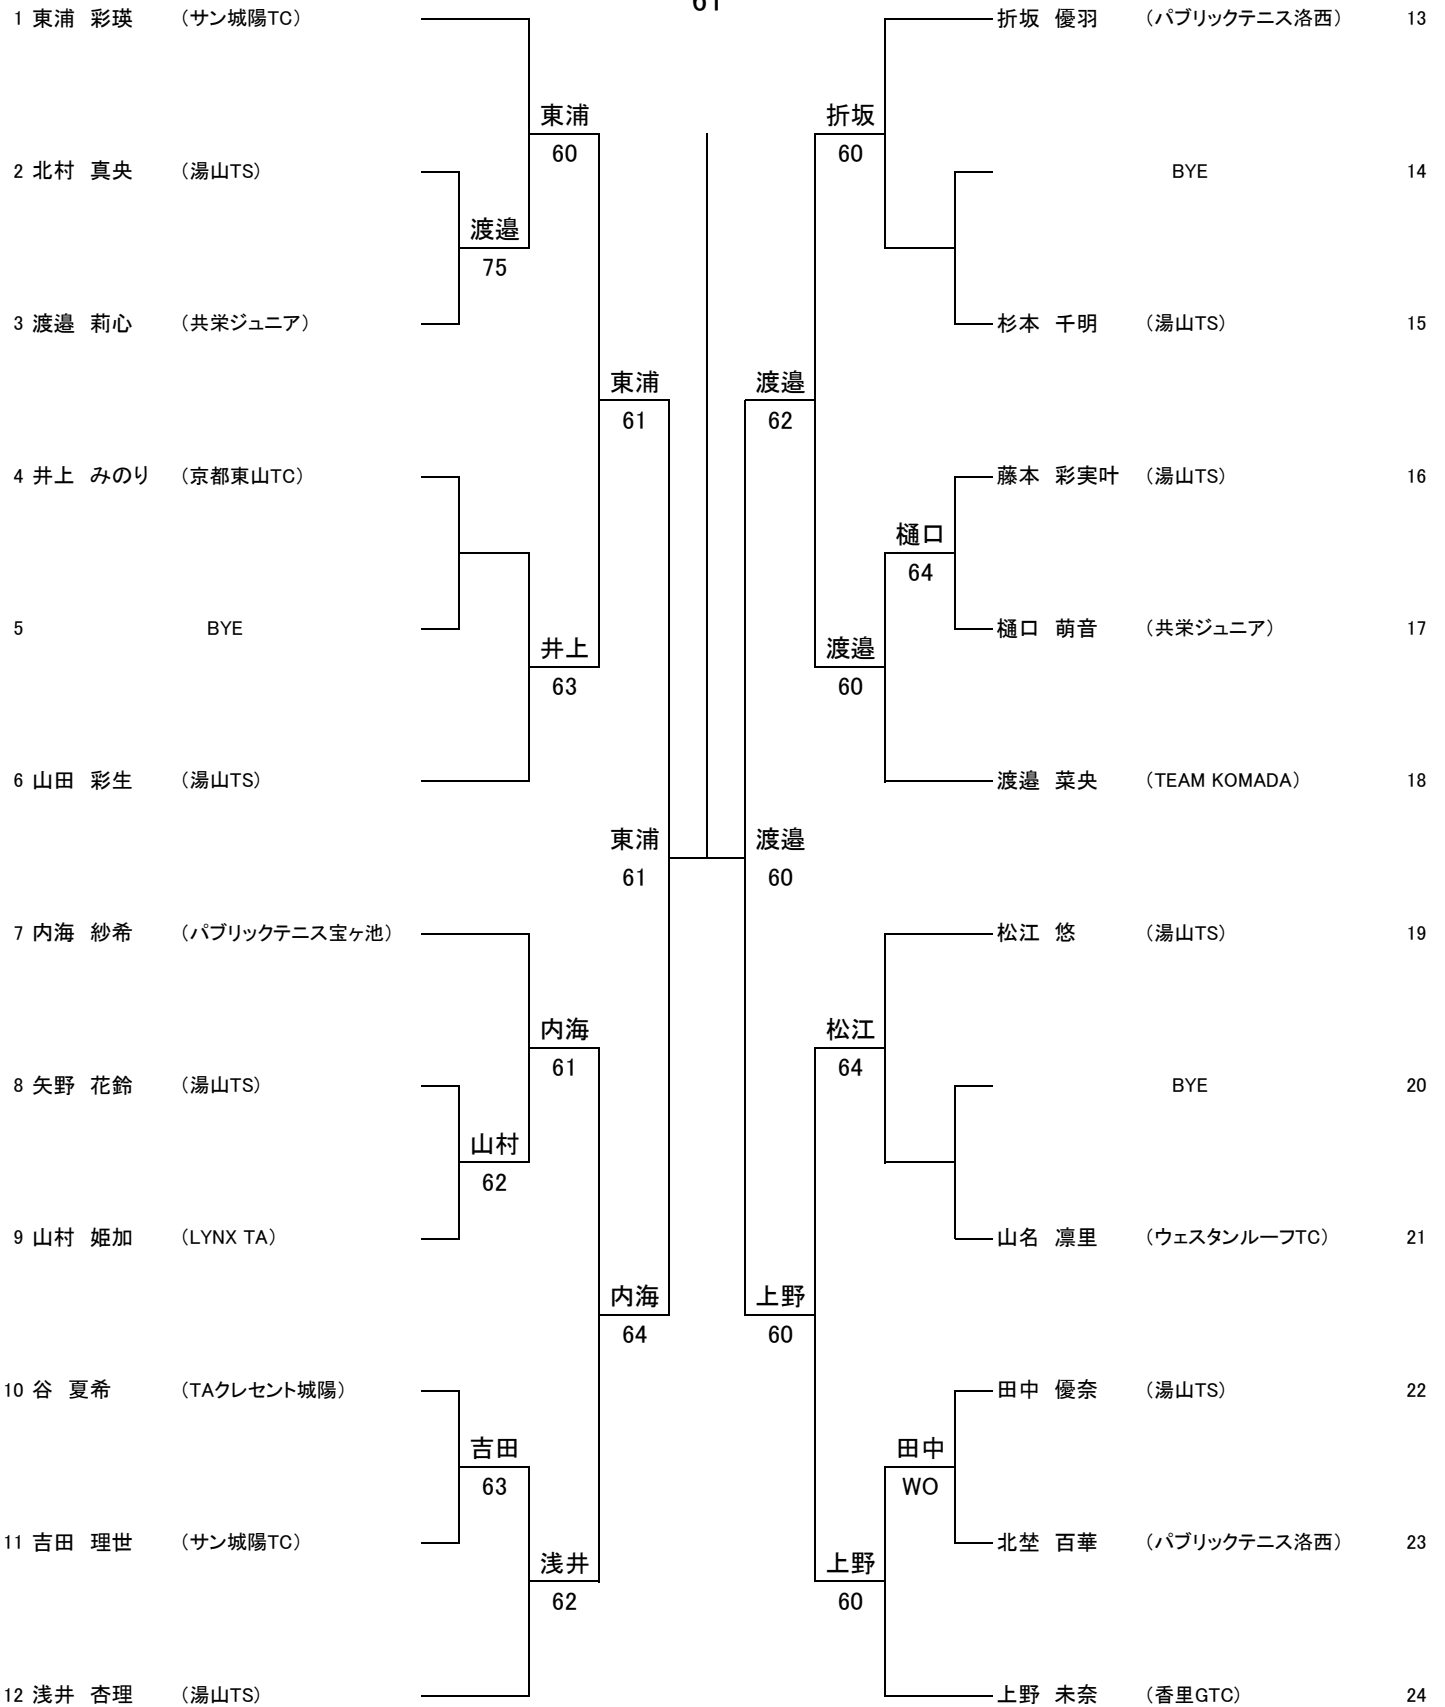 61
1 東浦 彩瑛 （サン城陽TC）
折坂 優羽 （パブリックテニス洛西） 13
東浦
60
折坂
60
2 北村 真央 （湯山TS）
BYE 14
渡邉
75
3 渡邉 莉心 （共栄ジュニア）
杉本 千明 （湯山TS） 15
東浦
61
渡邉
62
4 井上 みのり （京都東山TC）
藤本 彩実叶 （湯山TS） 16
樋口
64
5 BYE
樋口 萌音 （共栄ジュニア） 17
井上
63
渡邉
60
6 山田 彩生 （湯山TS）
渡邉 菜央 （TEAM KOMADA） 18
東浦
61
渡邉
60
7 内海 紗希 （パブリックテニス宝ヶ池）
松江 悠 （湯山TS） 19
内海
61
松江
64
8 矢野 花鈴 （湯山TS）
BYE 20
山村
62
9 山村 姫加 （LYNX TA）
山名 凛里 （ウェスタンルーフTC） 21
内海
64
上野
60
10 谷 夏希 （TAクレセント城陽）
田中 優奈 （湯山TS） 22
吉田
63
田中
WO
11 吉田 理世 （サン城陽TC）
北埜 百華 （パブリックテニス洛西） 23
浅井
62
上野
60
12 浅井 杏理 （湯山TS）
上野 未奈 （香里GTC） 24